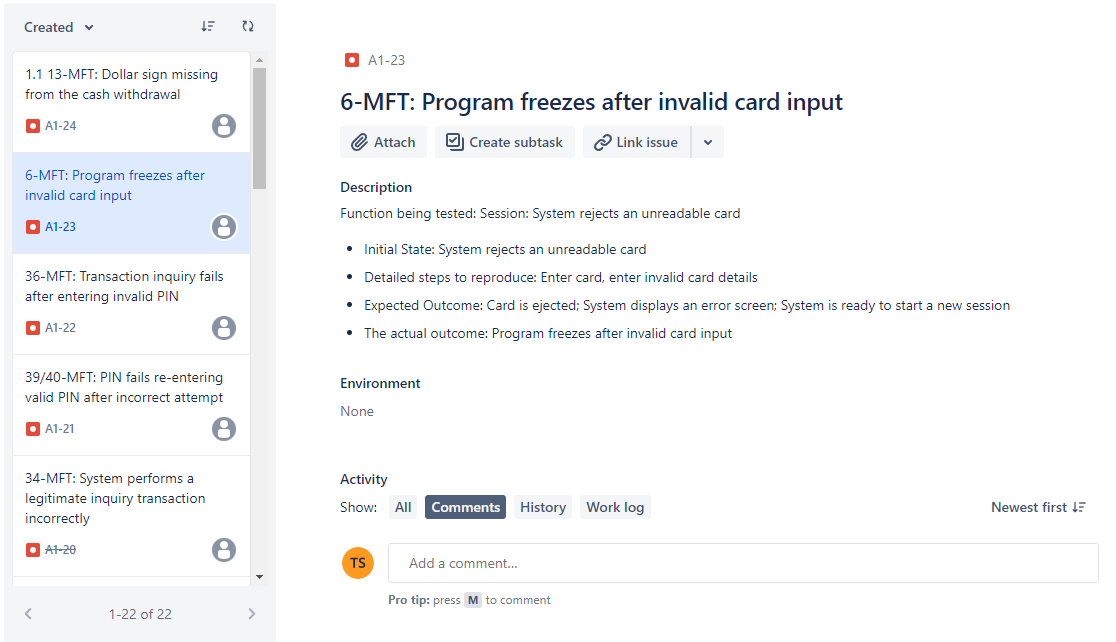 Created
1.1 13-MFT: Dollar sign missing
from the cash withdrawal
A1-24
6-MFT: Program freezes after
invalid card input
A1-23
36-MFT: Transaction inquiry fails
after entering invalid PIN
A1-22
39/40-MFT: PIN fails re-entering
valid PIN after incorrect attempt
A1-21
34-MFT: System performs a
legitimate inquiry transaction
incorrectly
A1-20
1-22 of 22
A1-23
6-MFT: Program freezes after invalid card input
Attach Create subtask Link issue
Description
Function being tested: Session: System rejects an unreadable card
• Initial State: System rejects an unreadable card
• Detailed steps to reproduce: Enter card, enter invalid card details
• Expected Outcome: Card is ejected; System displays an error screen; System is ready to start a new session
• The actual outcome: Program freezes after invalid card input
Environment
None
Activity
Show: All Comments History Work log Newest first
TS Add a comment...
Pro tip: press M to comment